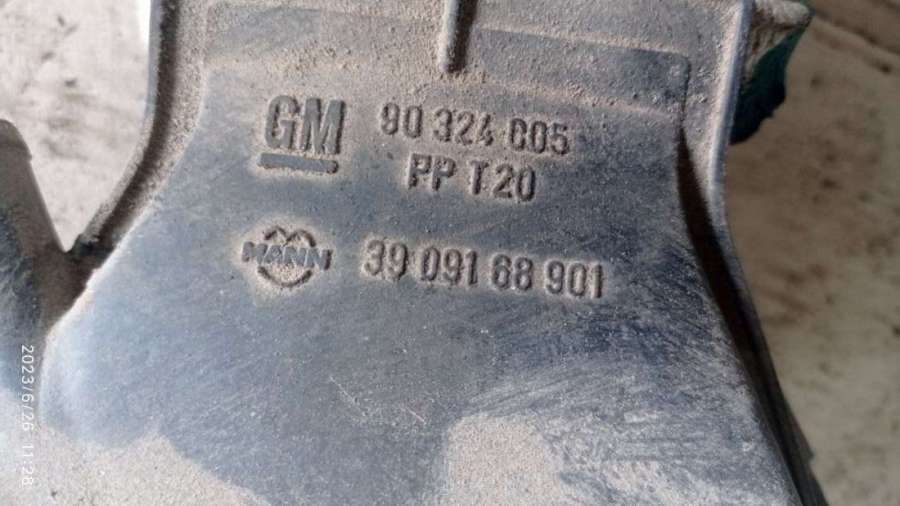 GM 90 324 605
PP T20
MANN 39 091 68 901
2023/6/26 11:28